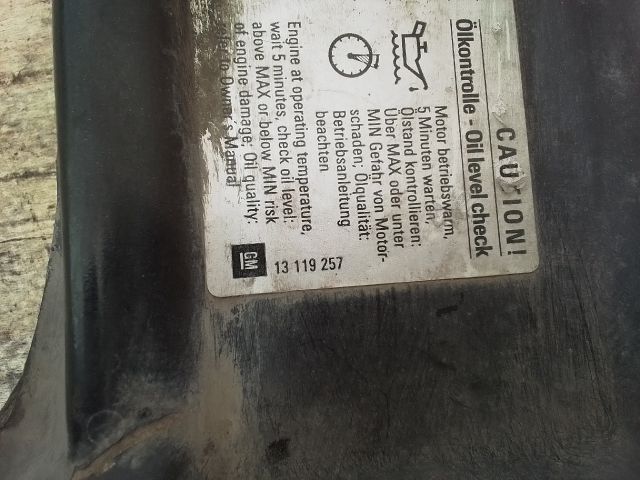 CAUTION!
Ölkontrolle - Oil level check
Motor betriebswarm,
5 Minuten warten,
Ölstand kontrollieren:
Über MAX oder unter
MIN Gefahr von Motor-
schaden; Ölqualität:
Betriebsanleitung
beachten
Engine at operating temperature,
wait 5 minutes, check oil level:
above MAX or below MIN risk
of engine damage; Oil quality:
refer to Owner's Manual
GM 13 119 257